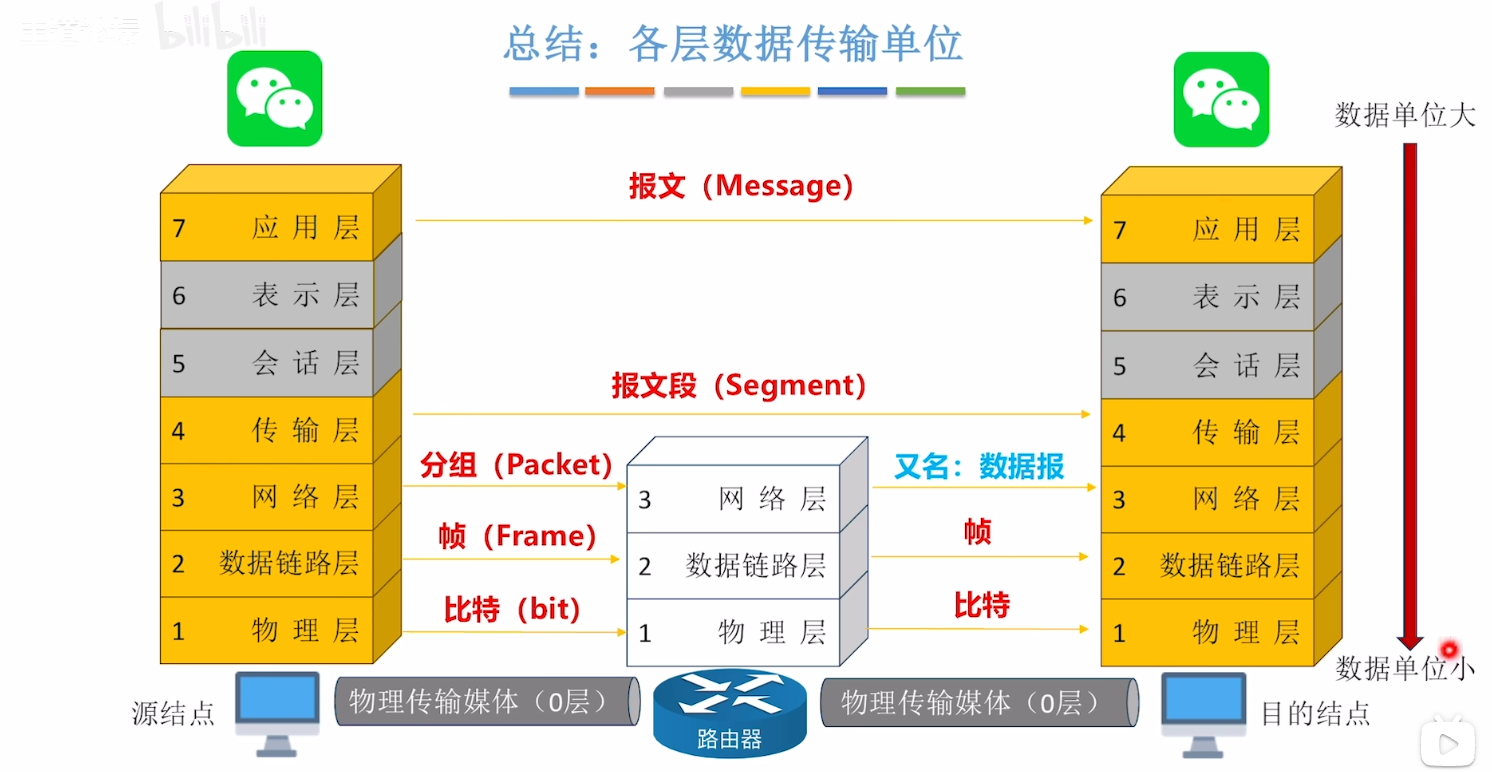 bilibili
总结：各层数据传输单位
数据单位大
报文（Message）
7 应用层
7 应用层
6 表示层
6 表示层
5 会话层
5 会话层
报文段（Segment）
4 传输层
4 传输层
分组（Packet）
又名：数据报
3 网络层
3 网络层
3 网络层
帧（Frame）
帧
2 数据链路层
2 数据链路层
2 数据链路层
比特（bit）
比特
1 物理层
1 物理层
1 物理层
数据单位小
源结点
物理传输媒体（0层）
路由器
物理传输媒体（0层）
目的结点